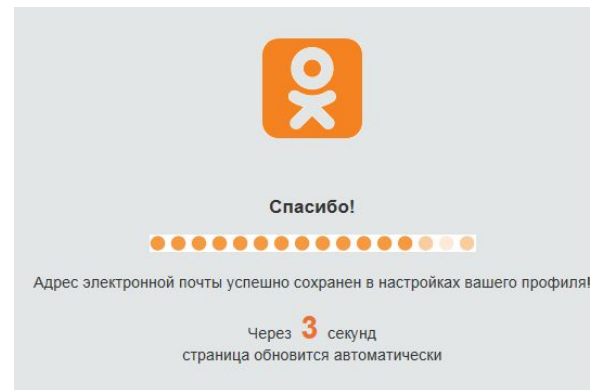 Спасибо!
Адрес электронной почты успешно сохранен в настройках вашего профиля!
Через 3 секунд
страница обновится автоматически